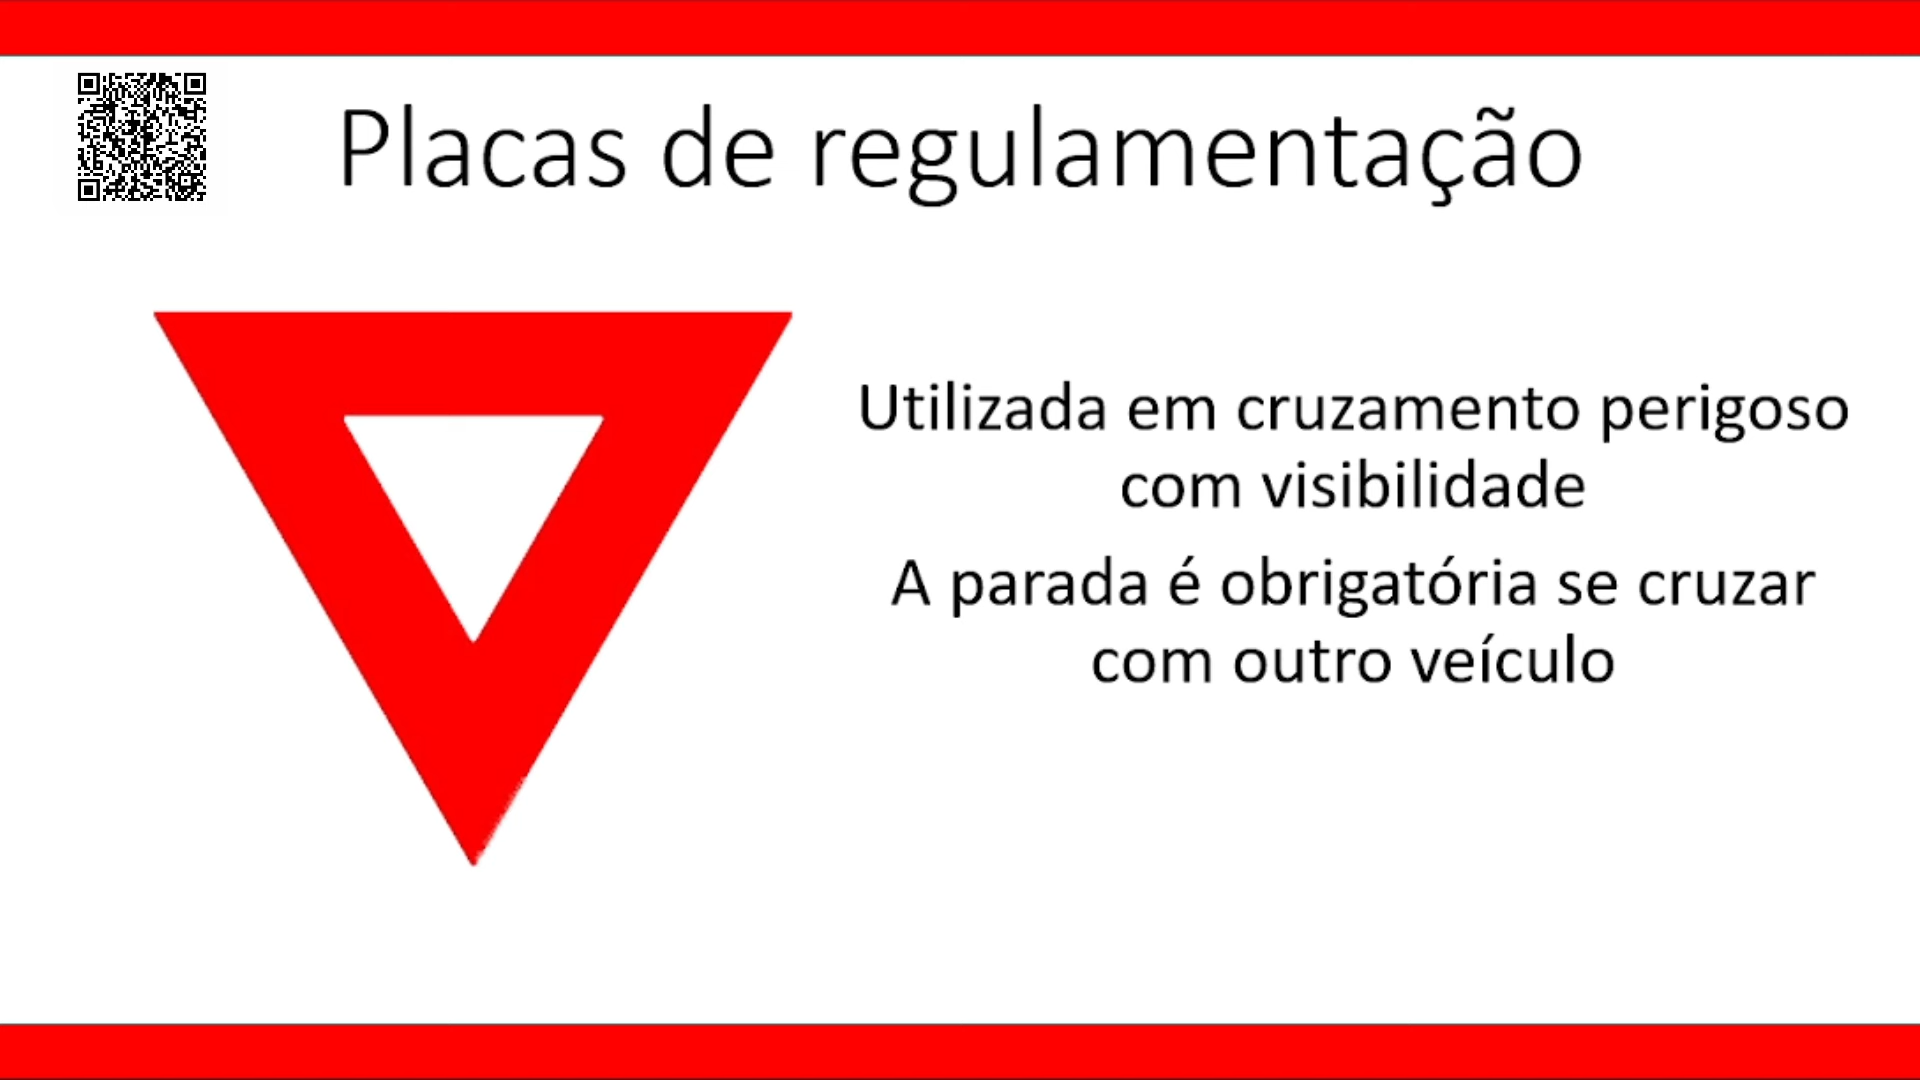 Placas de regulamentação
Utilizada em cruzamento perigoso
com visibilidade
A parada é obrigatória se cruzar
com outro veículo